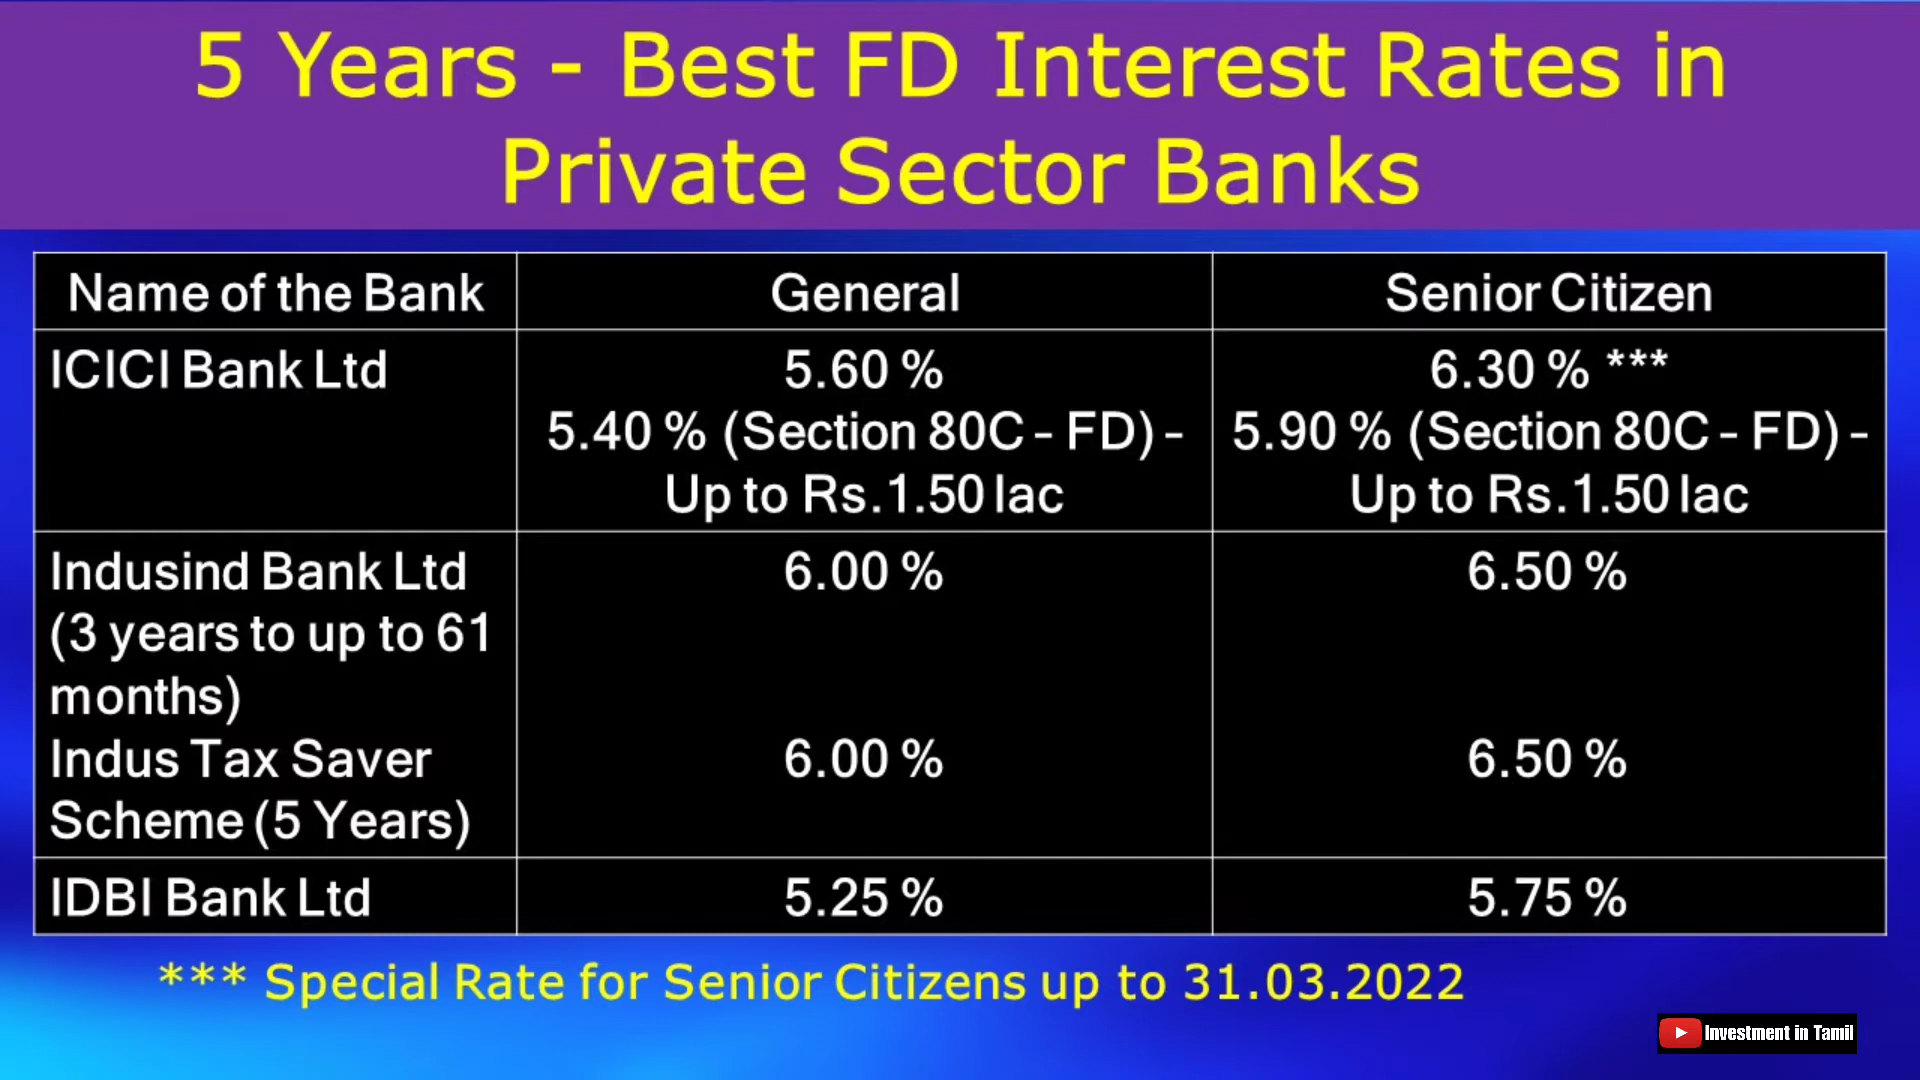 5 Years - Best FD Interest Rates in
Private Sector Banks
Name of the Bank
General
Senior Citizen
ICICI Bank Ltd
5.60 %
5.40 % (Section 80C - FD) -
Up to Rs.1.50 lac
6.30 % ***
5.90 % (Section 80C - FD) -
Up to Rs.1.50 lac
Indusind Bank Ltd
(3 years to up to 61
months)
6.00 %
6.50 %
Indus Tax Saver
Scheme (5 Years)
6.00 %
6.50 %
IDBI Bank Ltd
5.25 %
5.75 %
*** Special Rate for Senior Citizens up to 31.03.2022
Investment in Tamil